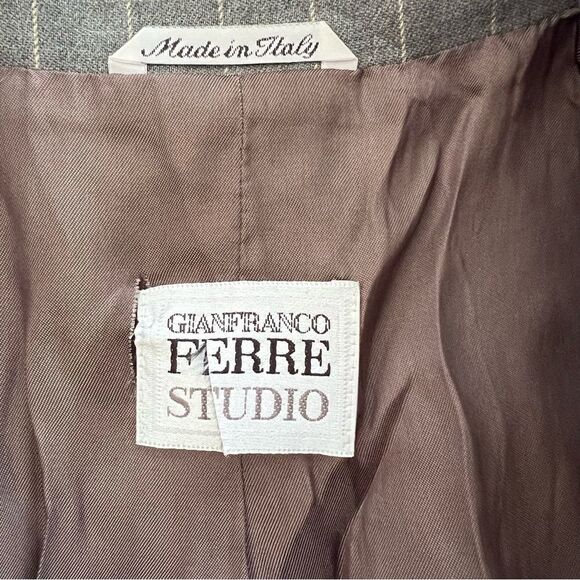 Made in Italy
GIANFRANCO
FERRE
STUDIO